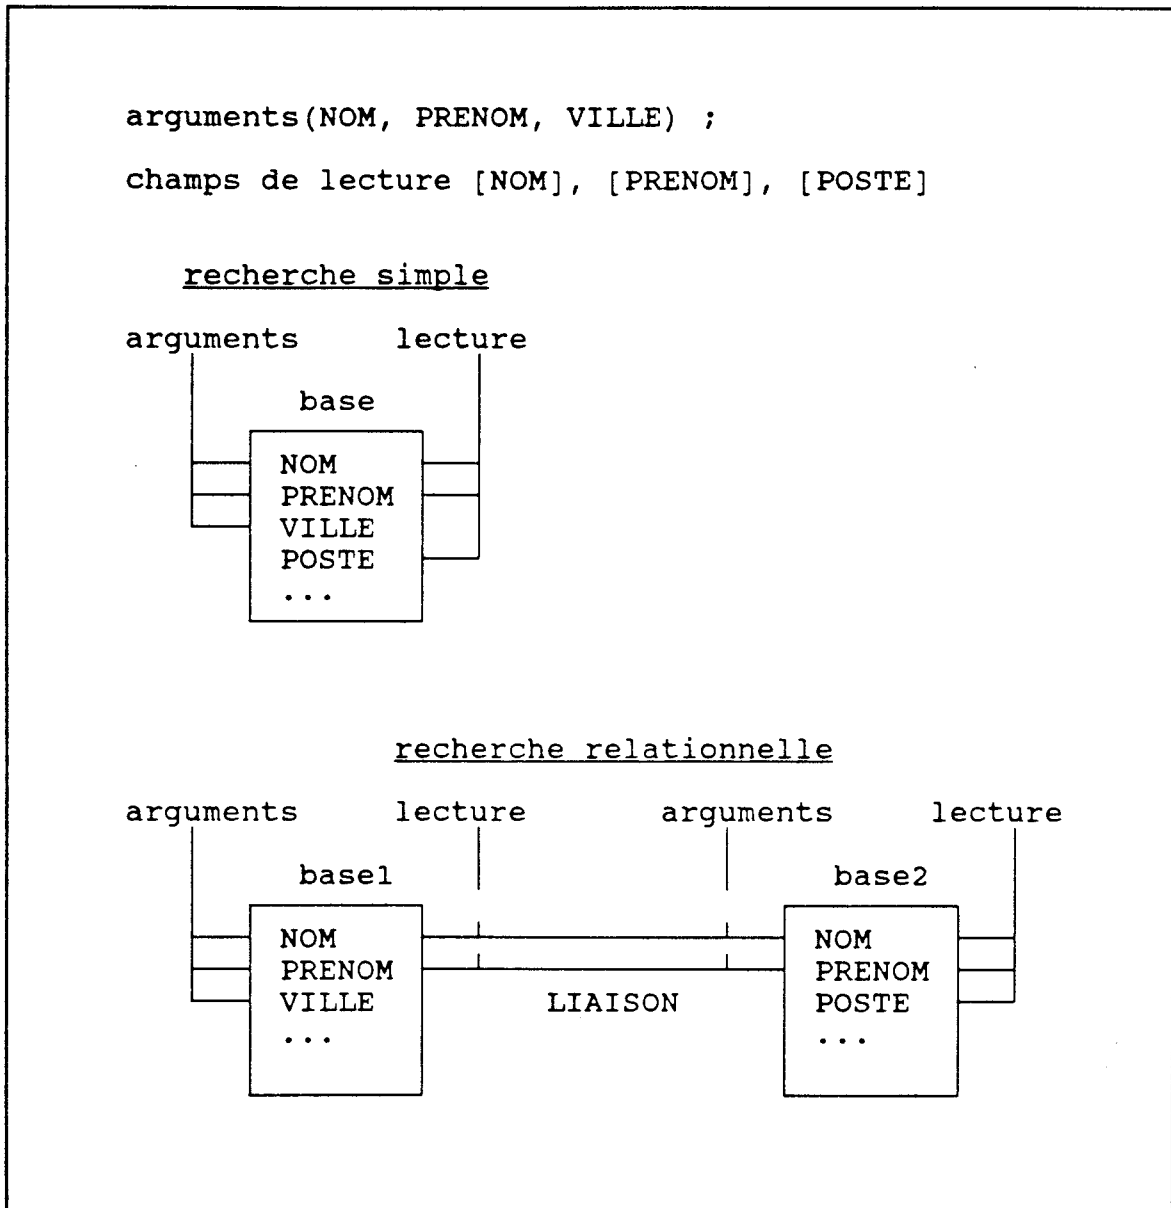 arguments(NOM, PRENOM, VILLE) ;
champs de lecture [NOM], [PRENOM], [POSTE]
recherche simple
arguments lecture
base
NOM
PRENOM
VILLE
POSTE
...
recherche relationnelle
arguments lecture arguments lecture
base1 base2
NOM NOM
PRENOM PRENOM
VILLE LIAISON POSTE
... ...